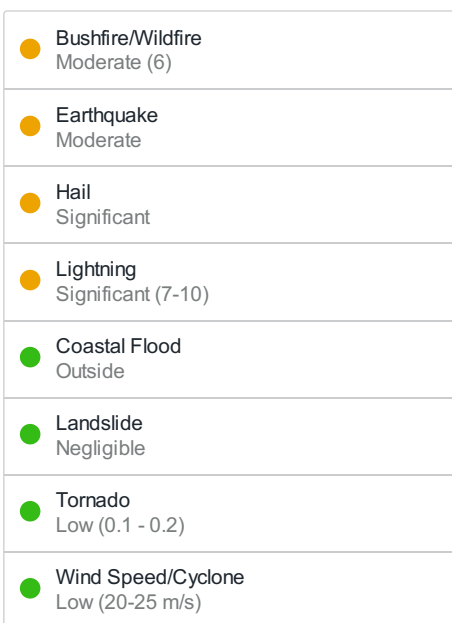 Bushfire/Wildfire
Moderate (6)
Earthquake
Moderate
Hail
Significant
Lightning
Significant (7-10)
Coastal Flood
Outside
Landslide
Negligible
Tornado
Low (0.1 - 0.2)
Wind Speed/Cyclone
Low (20-25 m/s)